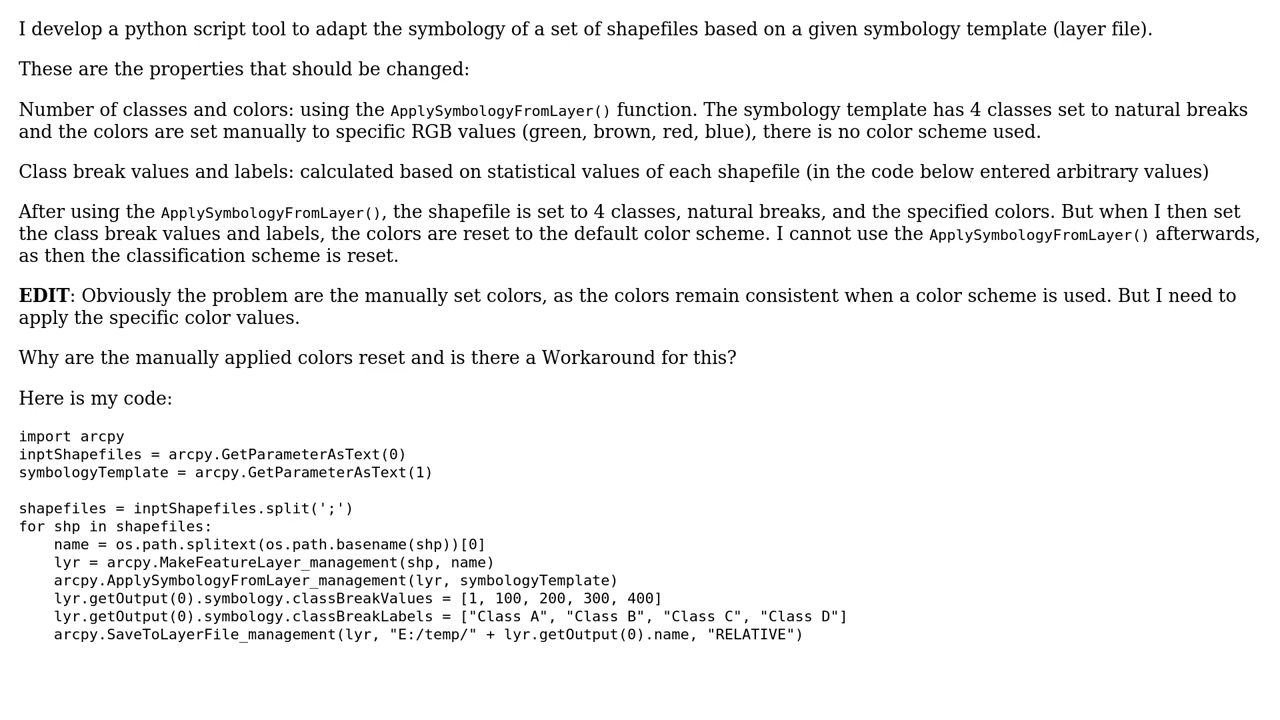 I develop a python script tool to adapt the symbology of a set of shapefiles based on a given symbology template (layer file).
These are the properties that should be changed:
Number of classes and colors: using the ApplySymbologyFromLayer() function. The symbology template has 4 classes set to natural breaks
and the colors are set manually to specific RGB values (green, brown, red, blue), there is no color scheme used.
Class break values and labels: calculated based on statistical values of each shapefile (in the code below entered arbitrary values)
After using the ApplySymbologyFromLayer(), the shapefile is set to 4 classes, natural breaks, and the specified colors. But when I then set
the class break values and labels, the colors are reset to the default color scheme. I cannot use the ApplySymbologyFromLayer() afterwards,
as then the classification scheme is reset.
EDIT: Obviously the problem are the manually set colors, as the colors remain consistent when a color scheme is used. But I need to
apply the specific color values.
Why are the manually applied colors reset and is there a Workaround for this?
Here is my code:
import arcpy
inptShapefiles = arcpy.GetParameterAsText(0)
symbologyTemplate = arcpy.GetParameterAsText(1)
shapefiles = inptShapefiles.split(';')
for shp in shapefiles:
    name = os.path.splitext(os.path.basename(shp))[0]
    lyr = arcpy.MakeFeatureLayer_management(shp, name)
    arcpy.ApplySymbologyFromLayer_management(lyr, symbologyTemplate)
    lyr.getOutput(0).symbology.classBreakValues = [1, 100, 200, 300, 400]
    lyr.getOutput(0).symbology.classBreakLabels = ["Class A", "Class B", "Class C", "Class D"]
    arcpy.SaveToLayerFile_management(lyr, "E:/temp/" + lyr.getOutput(0).name, "RELATIVE")